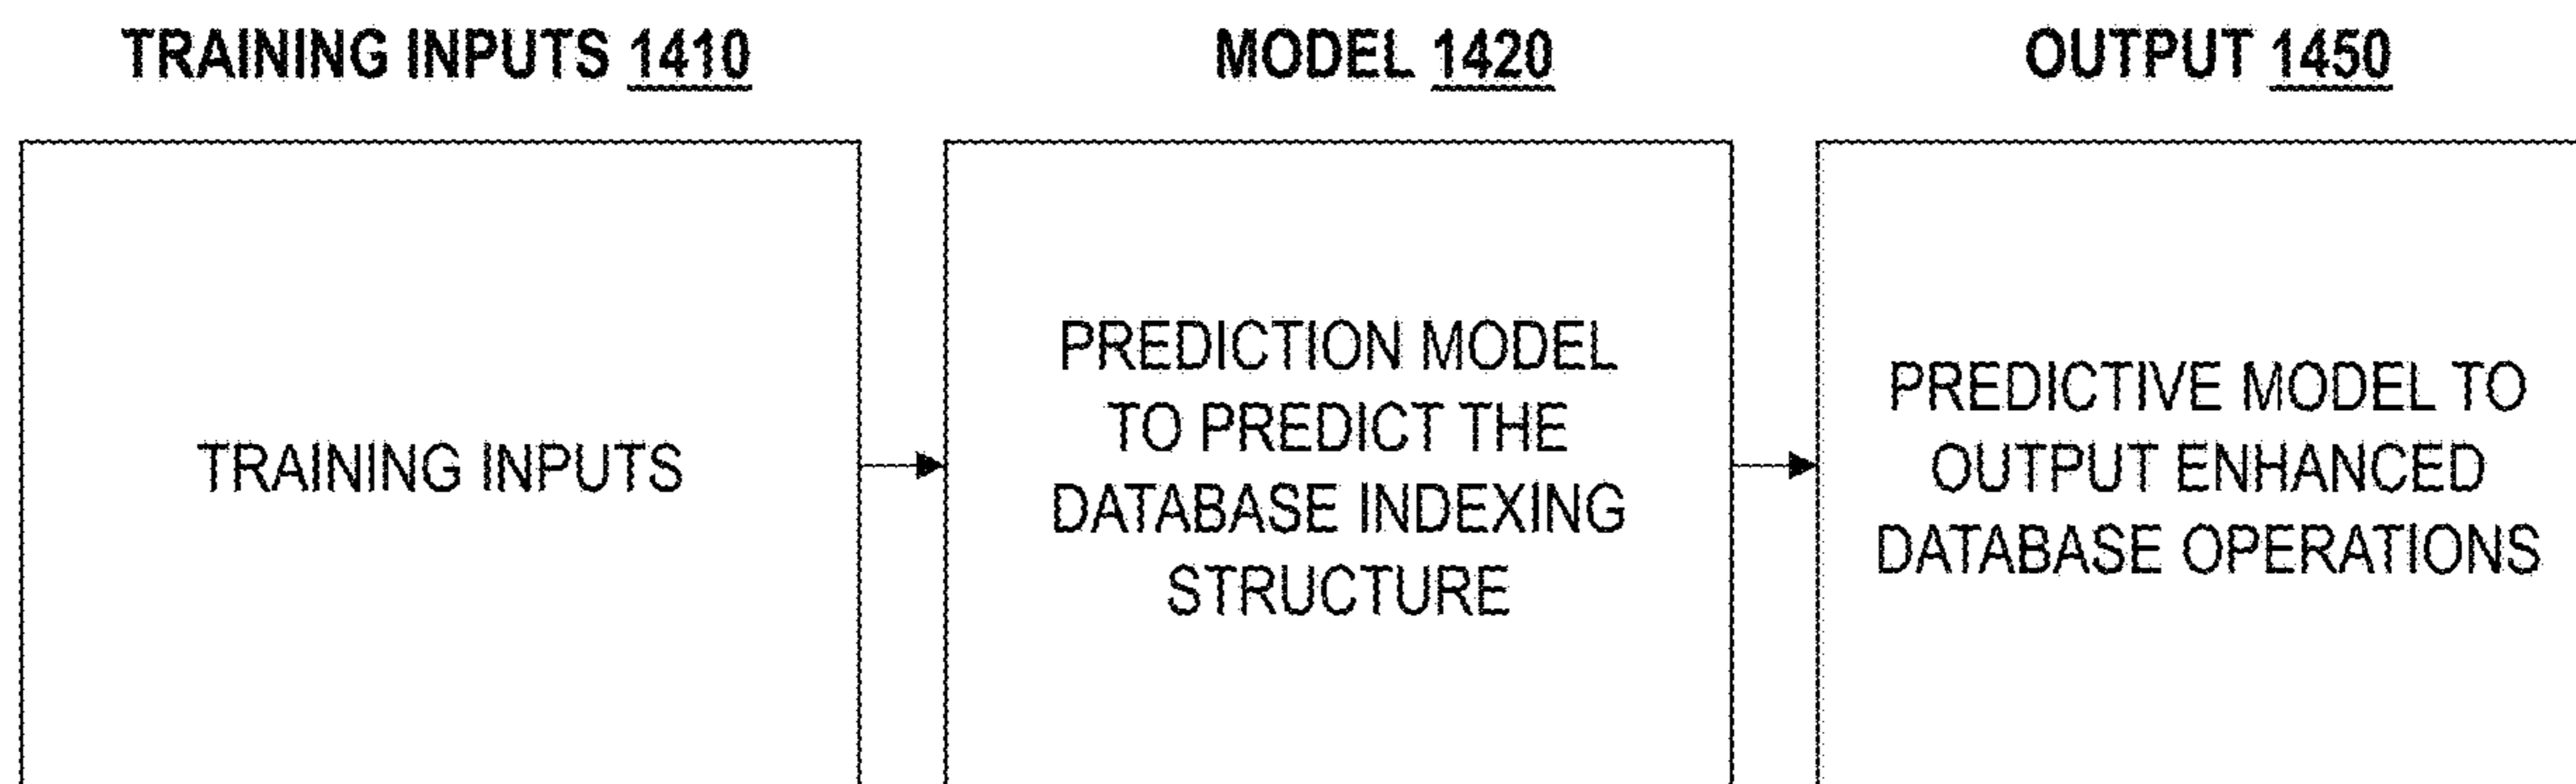 TRAINING INPUTS 1410
MODEL 1420
OUTPUT 1450
TRAINING INPUTS
PREDICTION MODEL
TO PREDICT THE
DATABASE INDEXING
STRUCTURE
PREDICTIVE MODEL TO
OUTPUT ENHANCED
DATABASE OPERATIONS